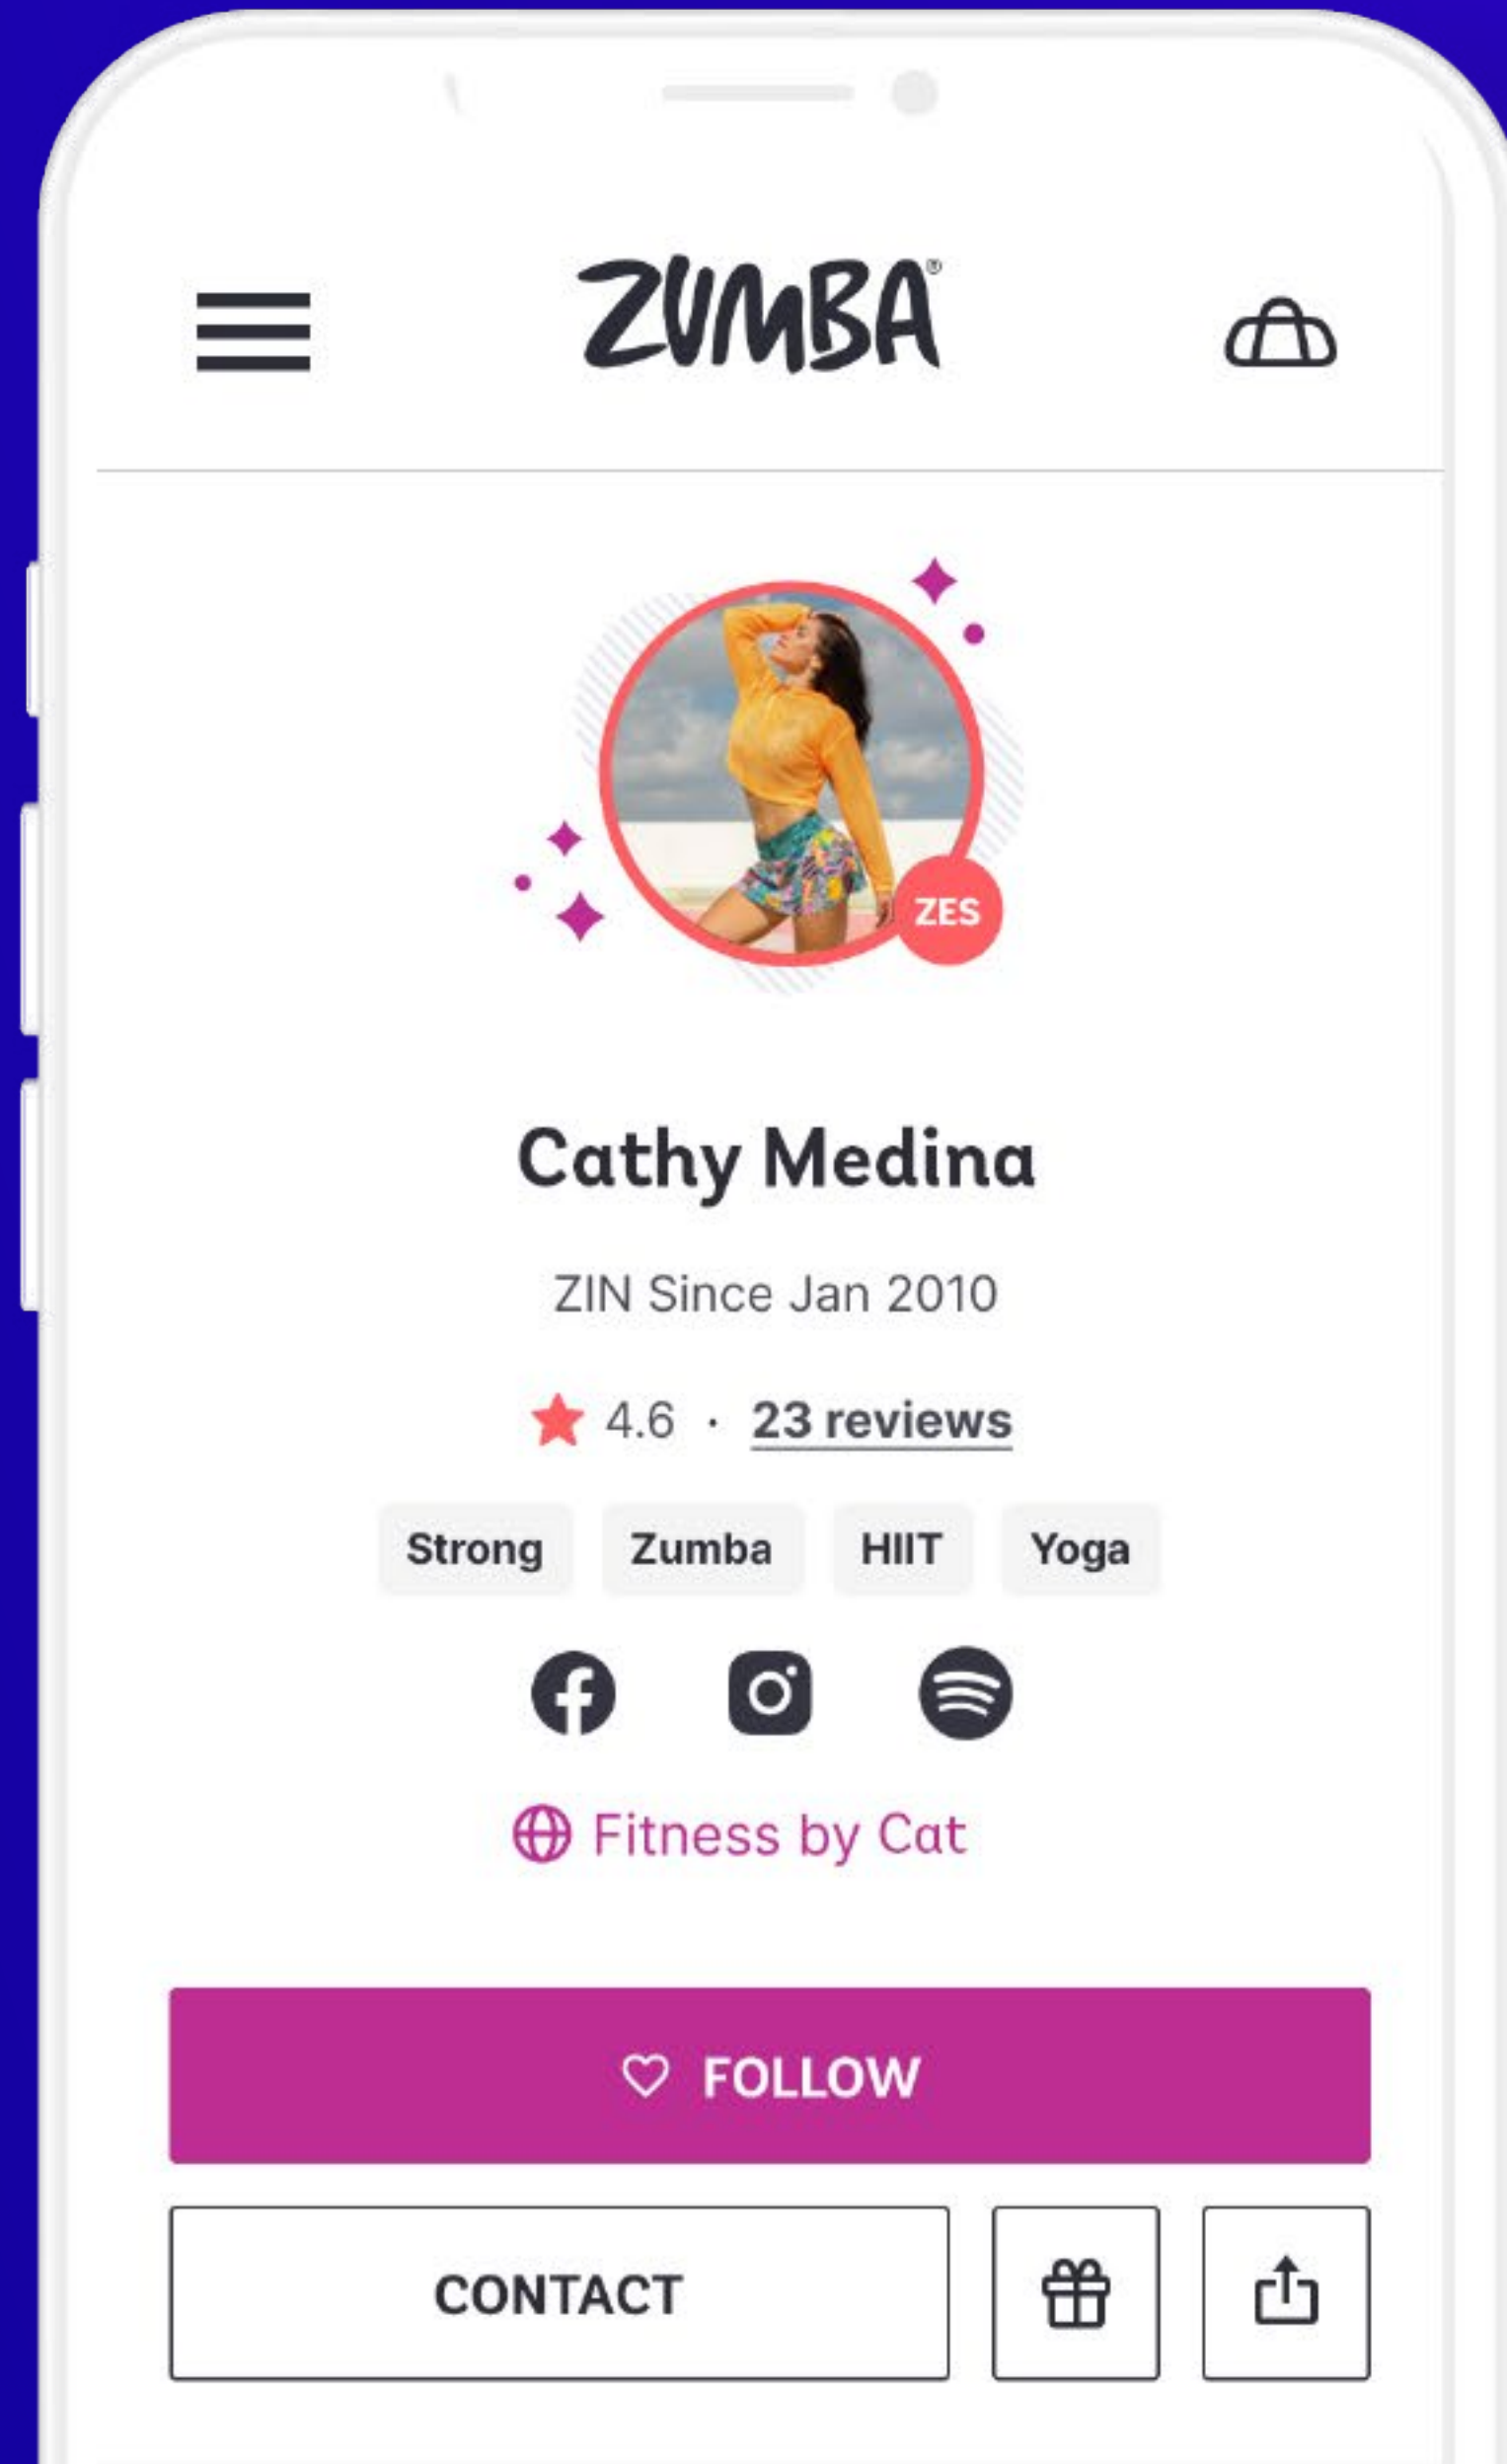 ZUMBA®
ZES
Cathy Medina
ZIN Since Jan 2010
4.6 · 23 reviews
Strong Zumba HIIT Yoga
Fitness by Cat
FOLLOW
CONTACT